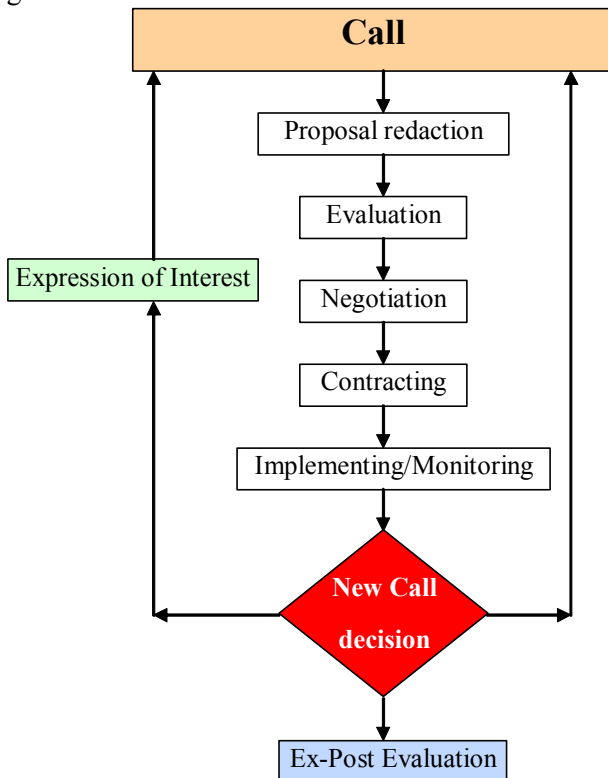 Call
Proposal redaction
Evaluation
Expression of Interest
Negotiation
Contracting
Implementing/Monitoring
New Call
decision
Ex-Post Evaluation